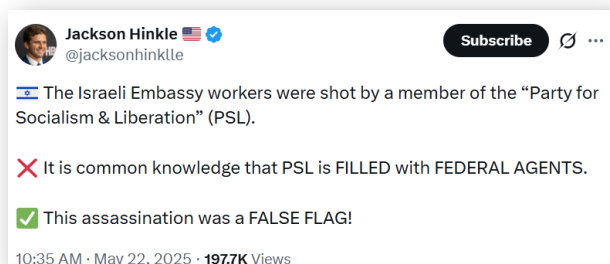 Jackson Hinkle 🇺🇸
@jacksonhinklle
Subscribe
🇮🇱 The Israeli Embassy workers were shot by a member of the “Party for
Socialism & Liberation” (PSL).
❌ It is common knowledge that PSL is FILLED with FEDERAL AGENTS.
✅ This assassination was a FALSE FLAG!
10:35 AM · May 22, 2025 · 197.7K Views